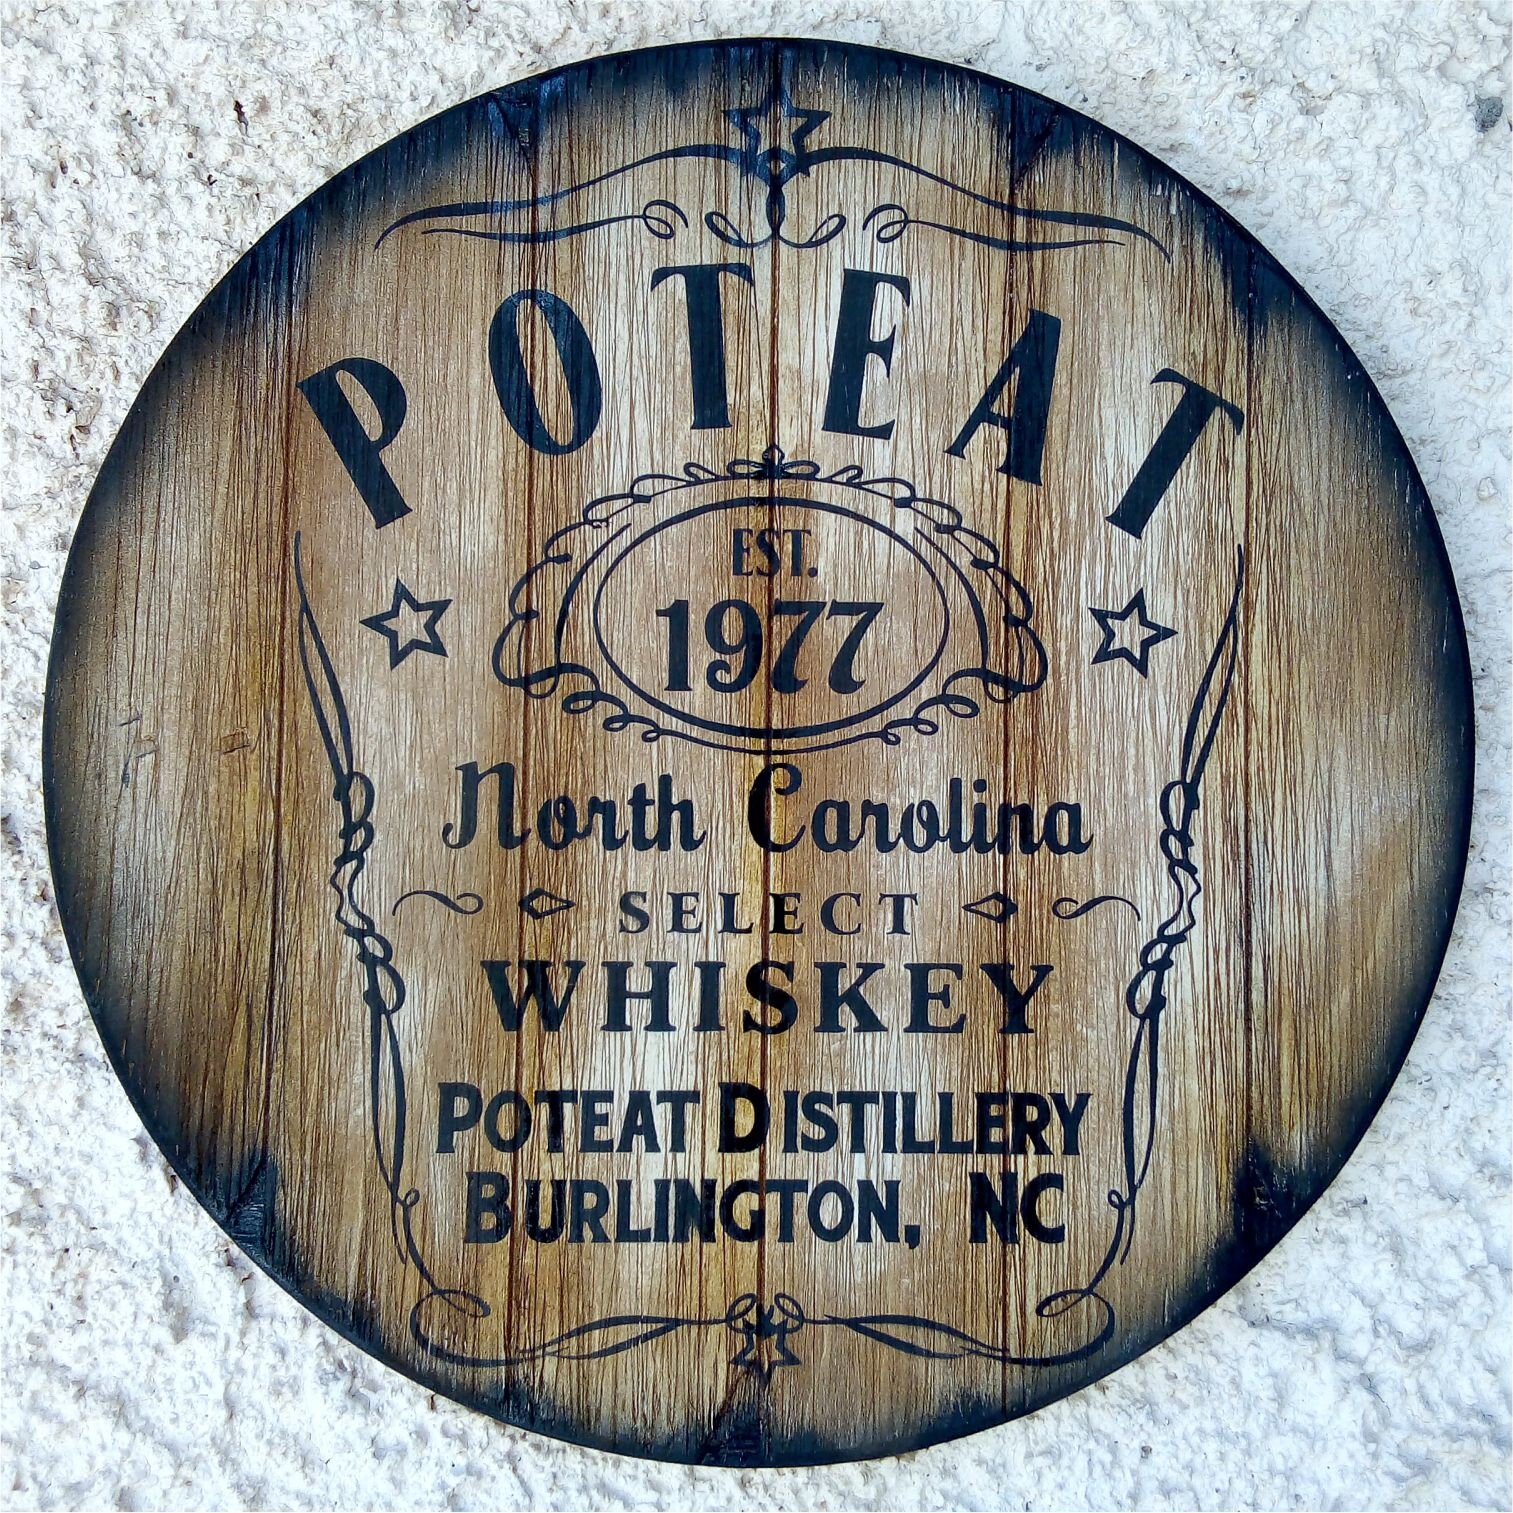 POTEAT
EST.
1977
North Carolina
SELECT
WHISKEY
POTEAT DISTILLERY
BURLINGTON, NC